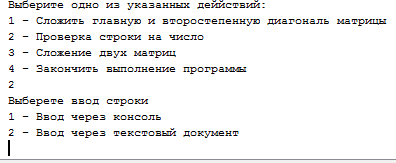 Выберите одно из указанных деййствий:
1 - Сложить главную и второстепенную диагональ матрицы
2 - Проверка строки на число
3 - Сложение двух матриц
4 - Закончить выполнение программы
2
Выберете ввод строки
1 - Ввод через консоль
2 - Ввод через текстовый документ